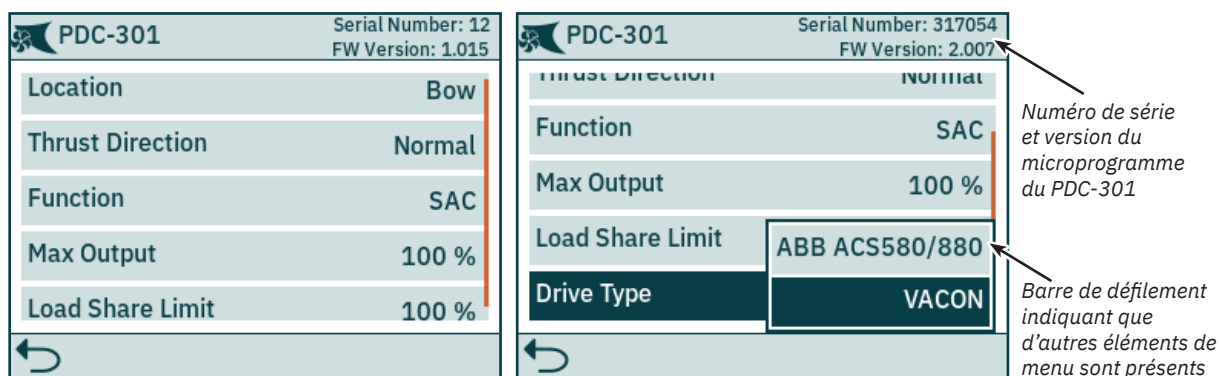 PDC-301
Serial Number: 12
FW Version: 1.015
Location Bow
Thrust Direction Normal
Function SAC
Max Output 100 %
Load Share Limit 100 %
PDC-301
Serial Number: 317054
FW Version: 2.007
Thrust Direction Normal
Function SAC
Max Output 100 %
Load Share Limit
ABB ACS580/880
Drive Type VACON
Numéro de série
et version du
microprogramme
du PDC-301
Barre de défilement
indiquant que
d'autres éléments de
menu sont présents